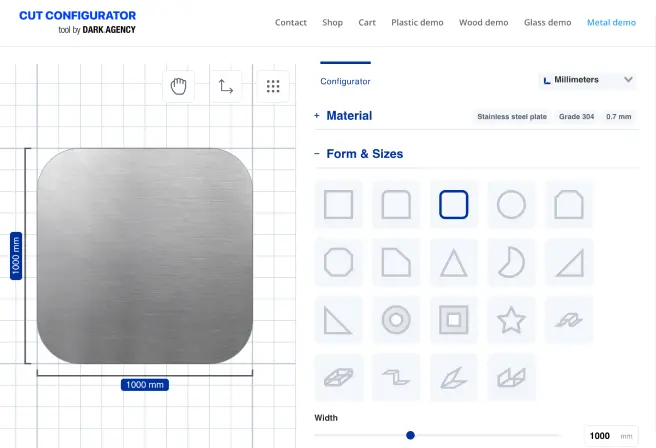 CUT CONFIGURATOR
tool by DARK AGENCY
Contact Shop Cart Plastic demo Wood demo Glass demo Metal demo
Configurator
Millimeters
+ Material
Stainless steel plate Grade 304 0.7 mm
− Form & Sizes
1000 mm
1000 mm
Width
1000 mm